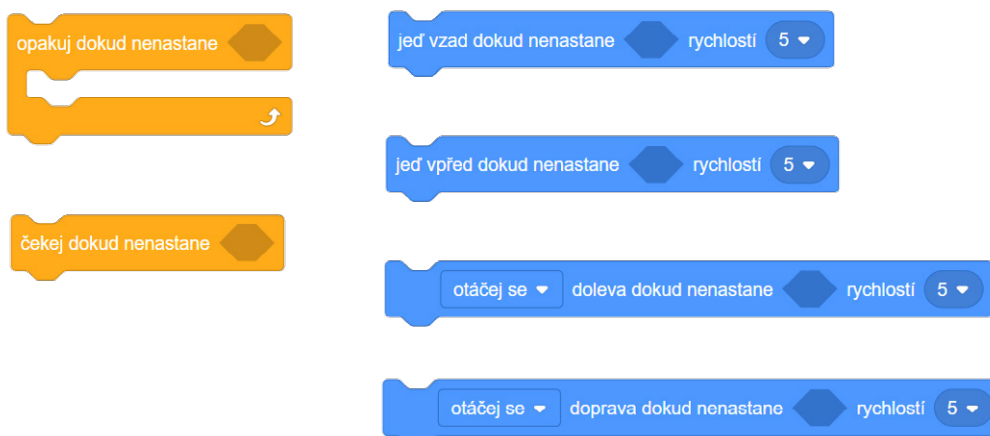 opakuj dokud nenastane
čekej dokud nenastane
jeď vzad dokud nenastane rychlostí 5
jeď vpřed dokud nenastane rychlostí 5
otáčej se doleva dokud nenastane rychlostí 5
otáčej se doprava dokud nenastane rychlostí 5